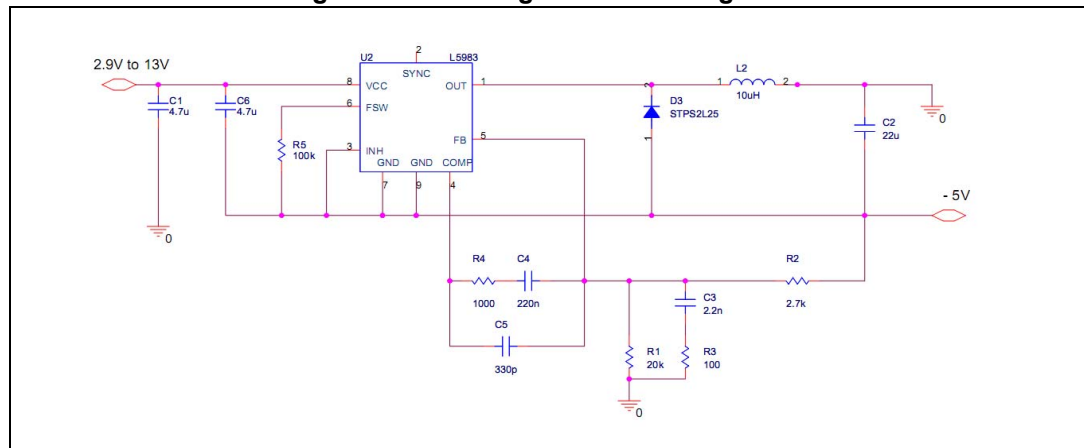 2.9V to 13V
C1
4.7u
0
C6
4.7u
R5
100k
U2
L5983
2
SYNC
8
VCC
6
FSW
3
INH
OUT
1
FB
5
GND
7
GND
9
COMP
4
2
D3
STPS2L25
1
L2
1
2
10uH
0
C2
22u
- 5V
R4
1000
C4
220n
C5
330p
R2
2.7k
C3
2.2n
R1
20k
R3
100
0